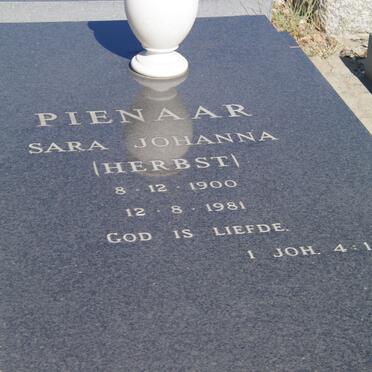 PIENAAR
SARA JOHANNA
(HERBST)
8 · 12 · 1900
12 · 8 · 1981
GOD IS LIEFDE.
1 JOH. 4:1